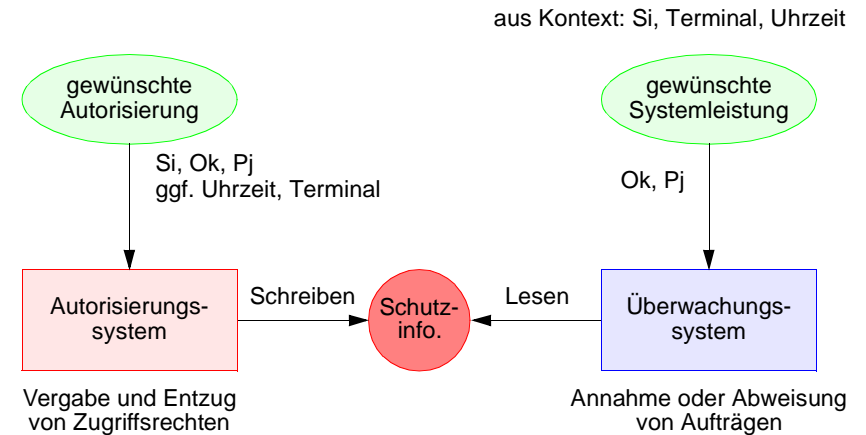 aus Kontext: Si, Terminal, Uhrzeit
gewünschte
Autorisierung
gewünschte
Systemleistung
Si, Ok, Pj
ggf. Uhrzeit, Terminal
Ok, Pj
Autorisierungs-
system
Schreiben
Schutz-
info.
Lesen
Überwachungs-
system
Vergabe und Entzug
von Zugriffsrechten
Annahme oder Abweisung
von Aufträgen